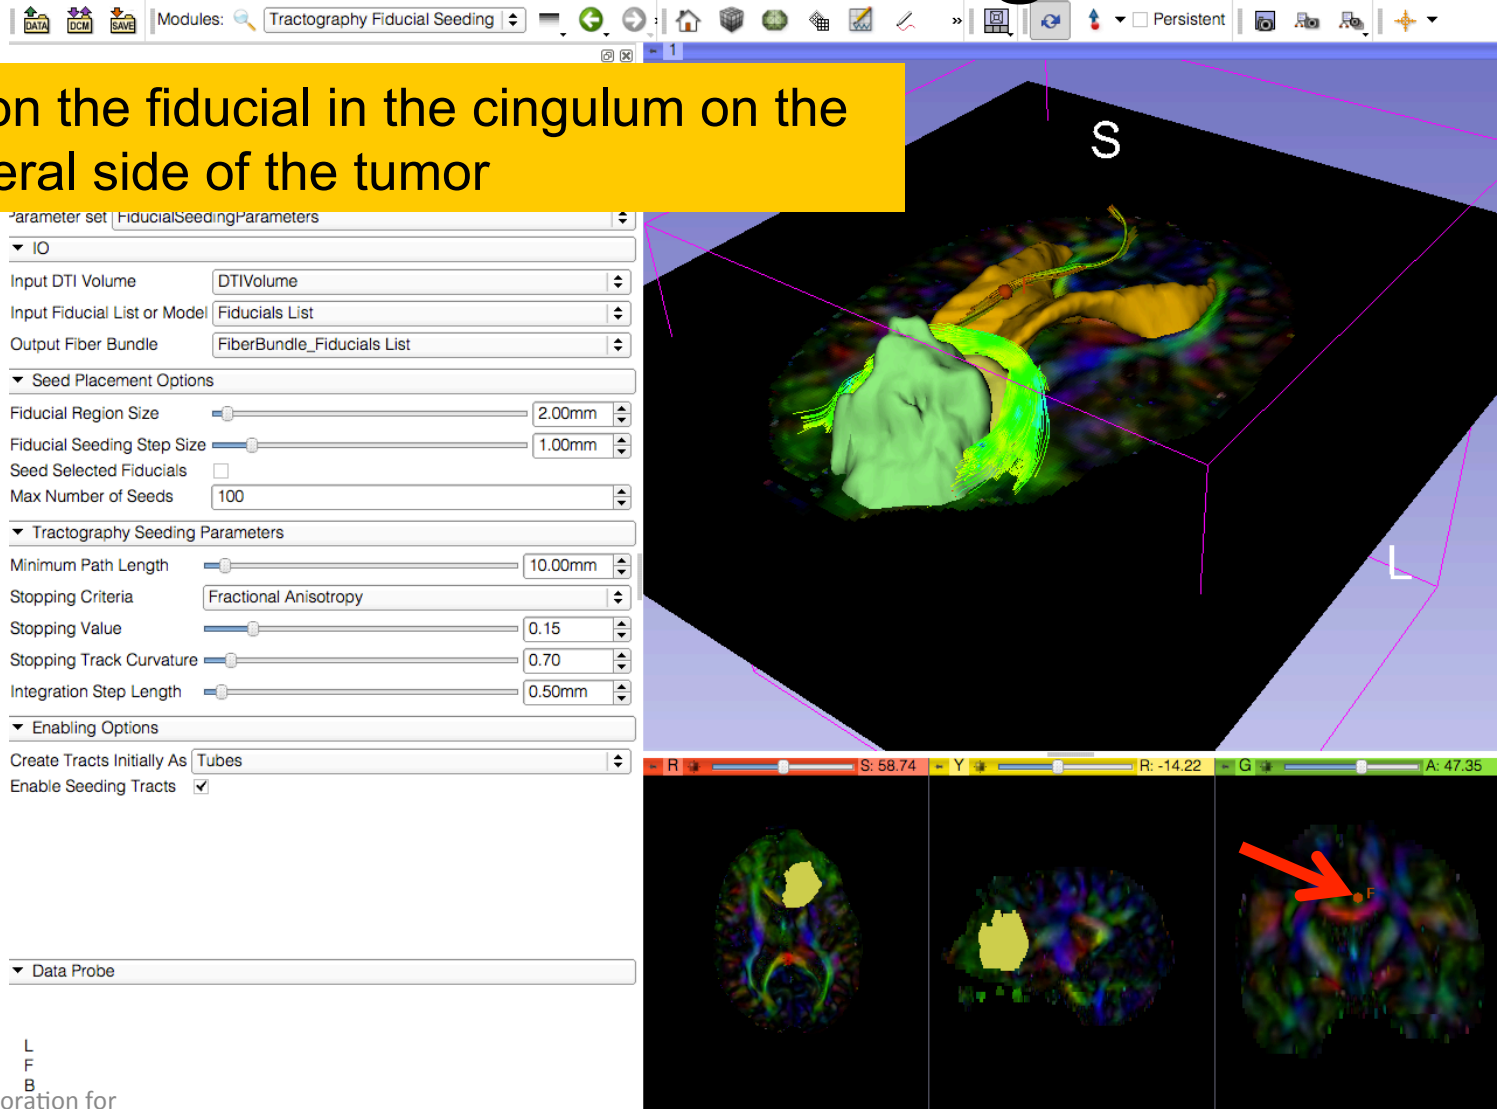 DATA DCM SAVE Modules: Tractography Fiducial Seeding » Persistent
1
on the fiducial in the cingulum on the
eral side of the tumor
Parameter set FiducialSeedingParameters
IO
Input DTI Volume DTIVolume
Input Fiducial List or Model Fiducials List
Output Fiber Bundle FiberBundle_Fiducials List
Seed Placement Options
Fiducial Region Size 2.00mm
Fiducial Seeding Step Size 1.00mm
Seed Selected Fiducials
Max Number of Seeds 100
Tractography Seeding Parameters
Minimum Path Length 10.00mm
Stopping Criteria Fractional Anisotropy
Stopping Value 0.15
Stopping Track Curvature 0.70
Integration Step Length 0.50mm
Enabling Options
Create Tracts Initially As Tubes
Enable Seeding Tracts
Data Probe
L
F
B
oration for
S
L
R S: 58.74 Y R: -14.22 G A: 47.35
F